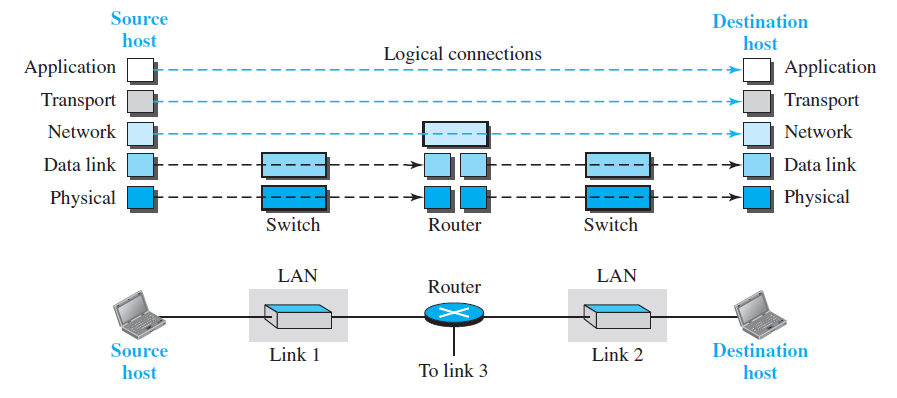 Source
host
Destination
host
Logical connections
Application
Application
Transport
Transport
Network
Network
Data link
Data link
Physical
Physical
Switch
Router
Switch
LAN
Router
LAN
Source
host
Link 1
To link 3
Link 2
Destination
host